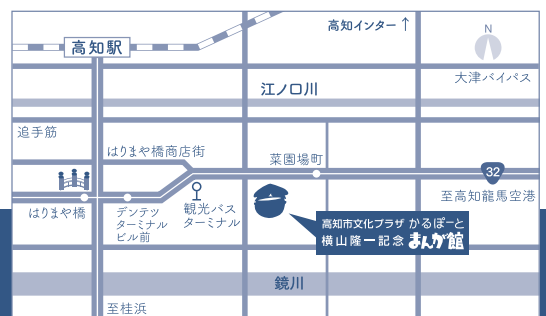 高知インター ↑
N
高知駅
大津バイパス
江ノ口川
追手筋
はりまや橋商店街
菜園場町
32
至高知龍馬空港
はりまや橋
デンテツ
ターミナル
ビル前
観光バス
ターミナル
高知市文化プラザ かるぽーと
横山隆一記念 まんが館
鏡川
至桂浜